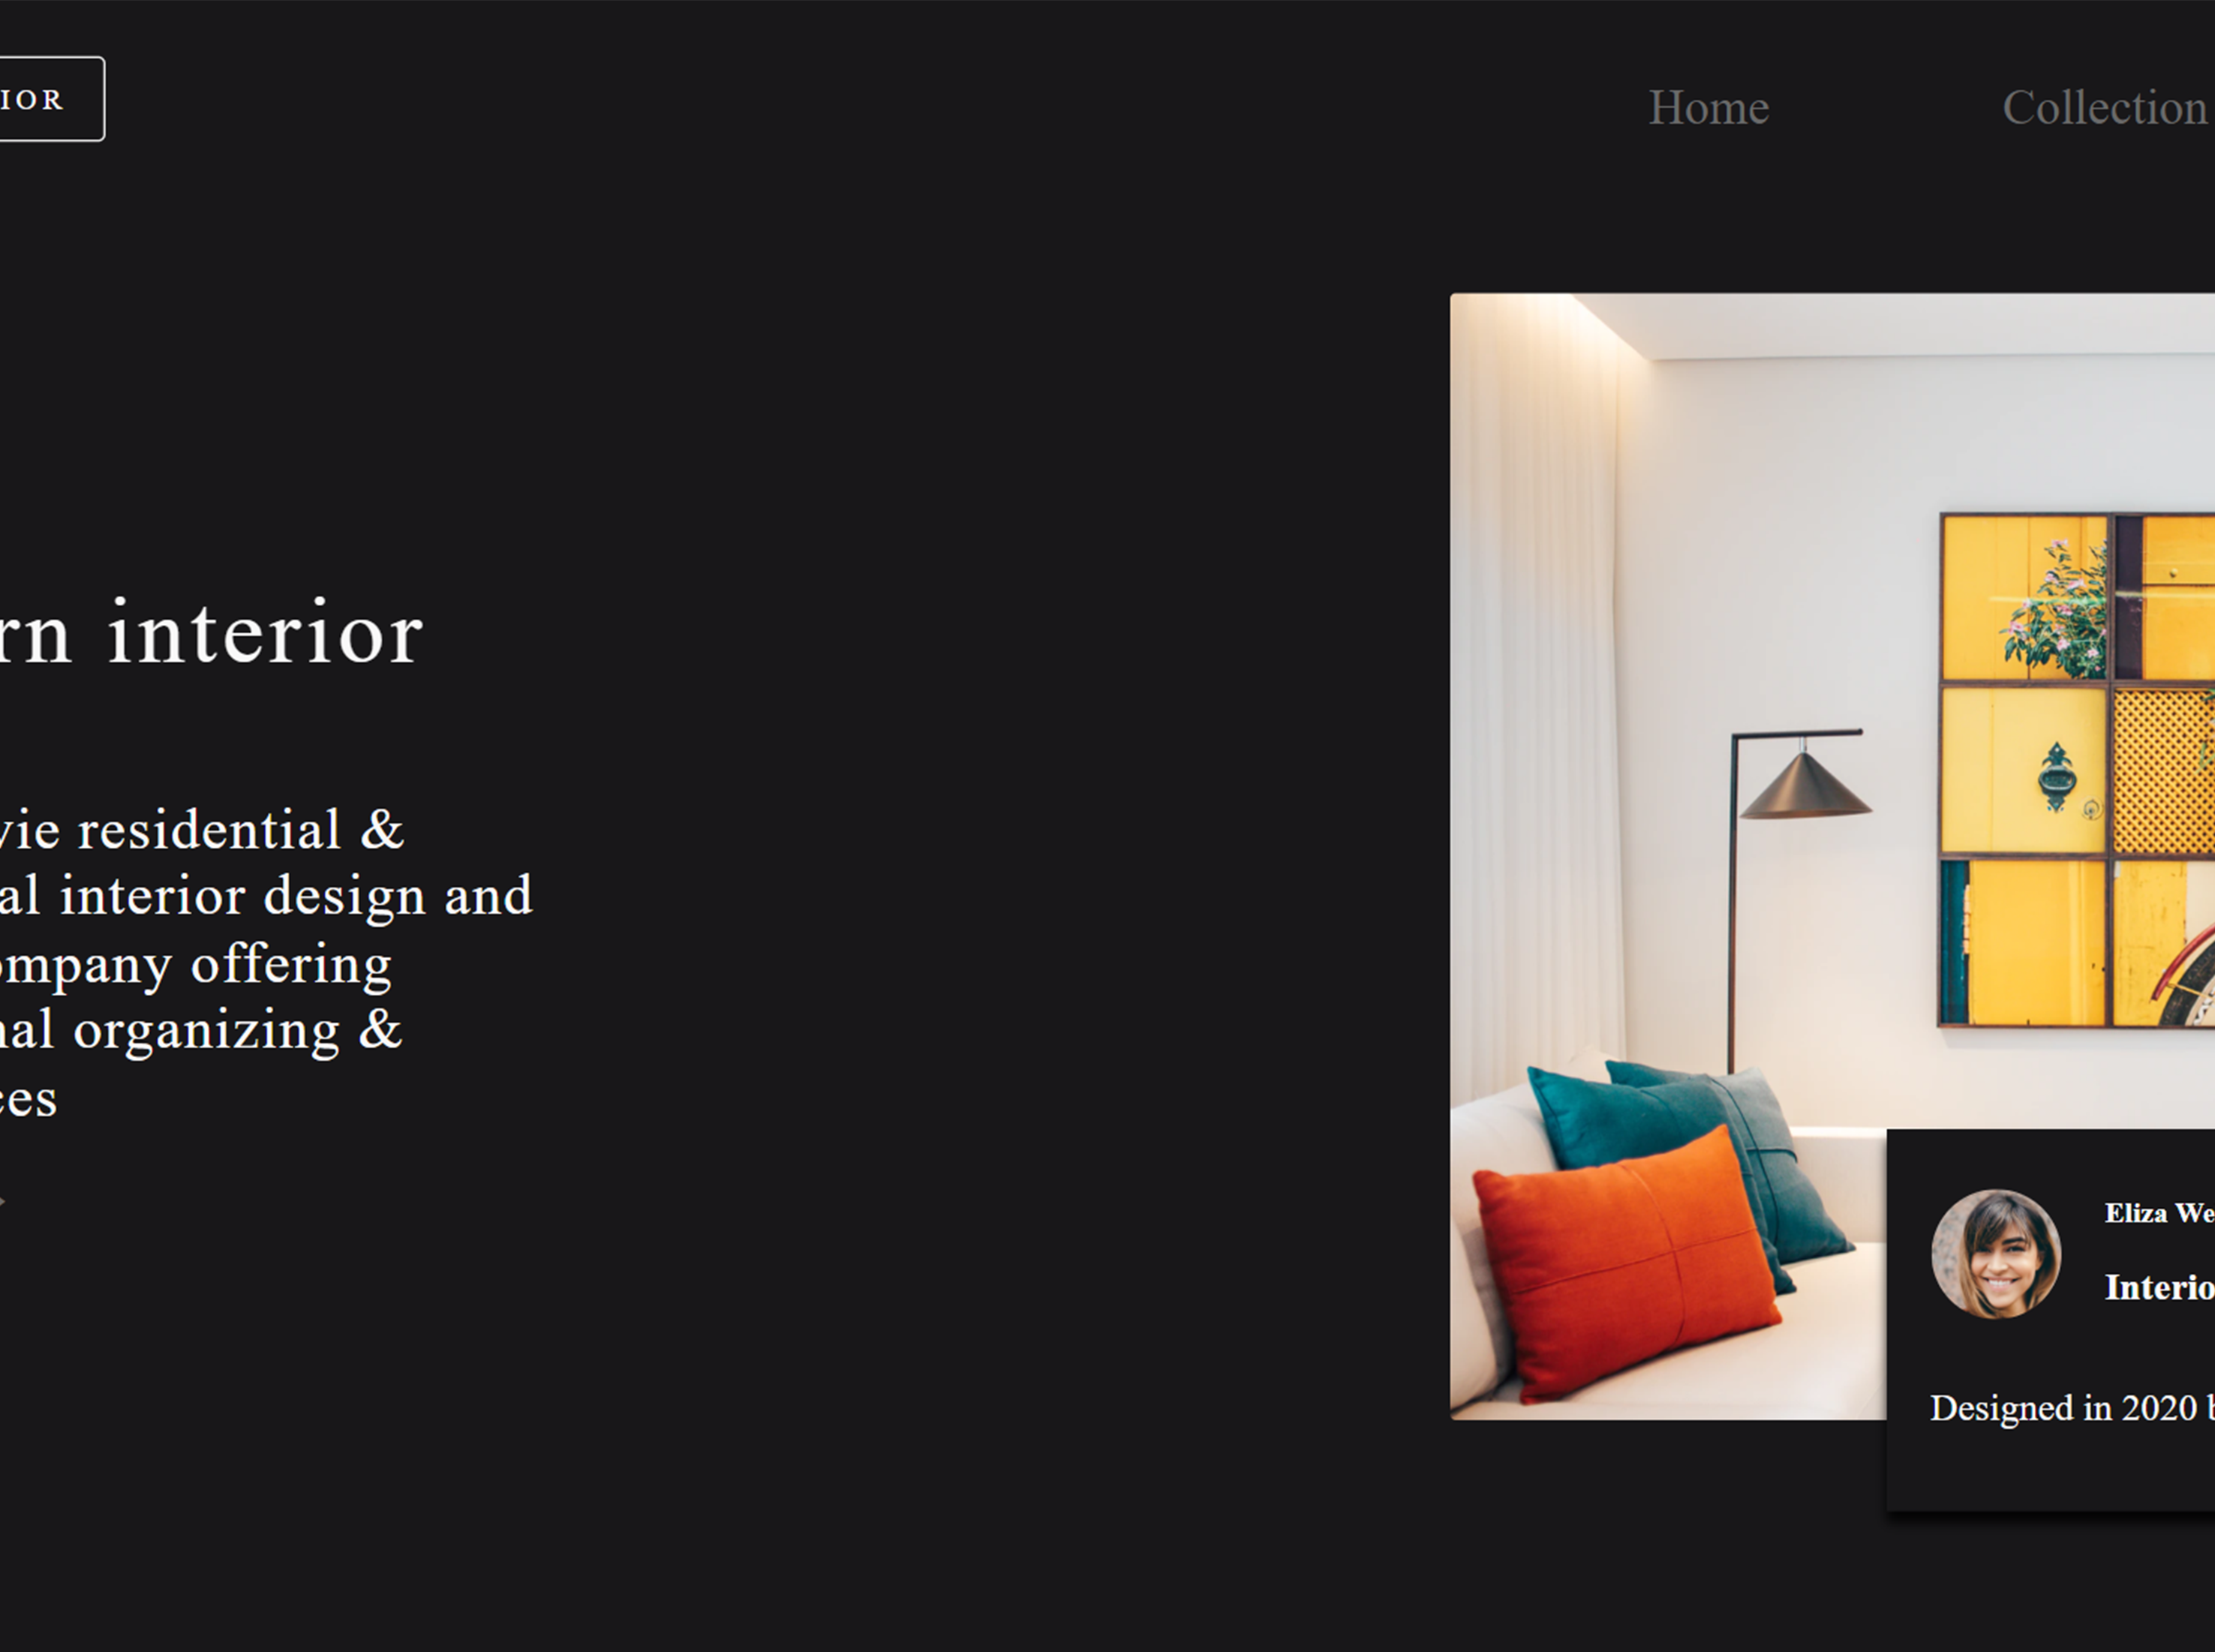 IOR
Home
Collection
rn interior
vie residential &
al interior design and
ompany offering
nal organizing &
ces
Eliza We
Interio
Designed in 2020 b